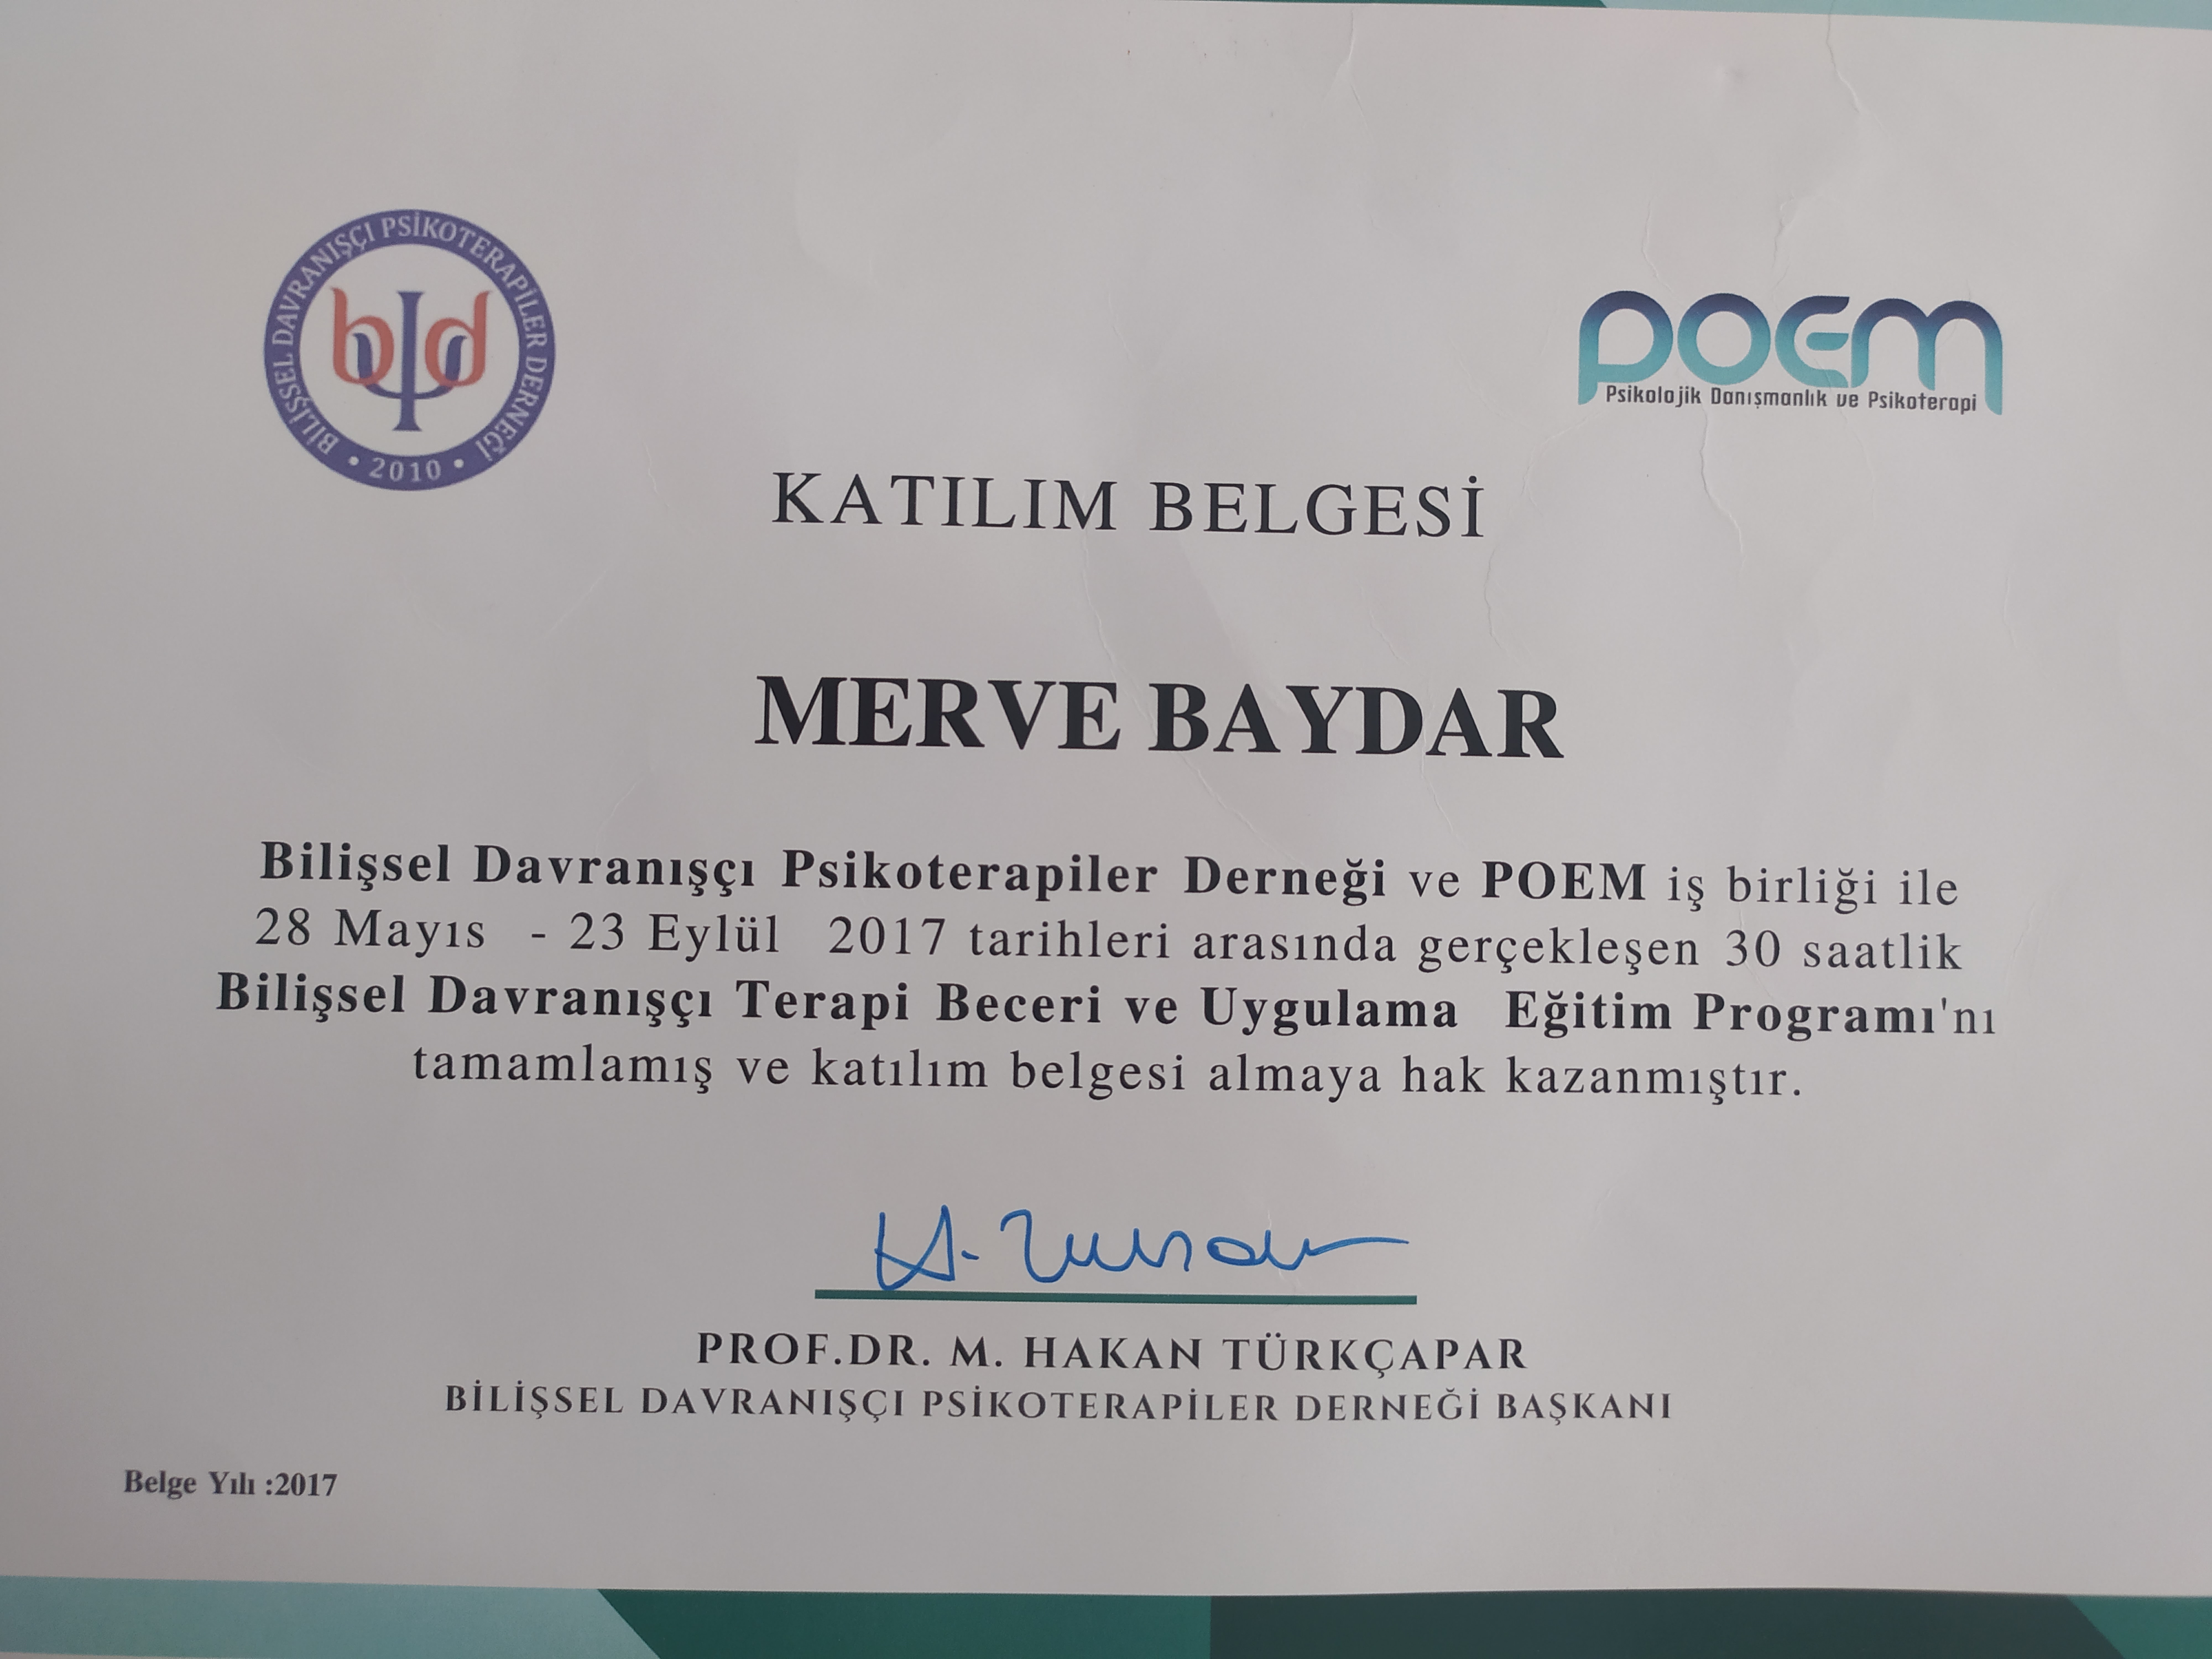 BİLİŞSEL DAVRANIŞÇI PSİKOTERAPİLER DERNEĞİ
• 2010 •
bψd
POEM
Psikolojik Danışmanlık ve Psikoterapi
KATILIM BELGESİ
MERVE BAYDAR
Bilişsel Davranışçı Psikoterapiler Derneği ve POEM iş birliği ile
28 Mayıs - 23 Eylül 2017 tarihleri arasında gerçekleşen 30 saatlik
Bilişsel Davranışçı Terapi Beceri ve Uygulama Eğitim Programı'nı
tamamlamış ve katılım belgesi almaya hak kazanmıştır.
PROF.DR. M. HAKAN TÜRKÇAPAR
BİLİŞSEL DAVRANIŞÇI PSİKOTERAPİLER DERNEĞİ BAŞKANI
Belge Yılı :2017